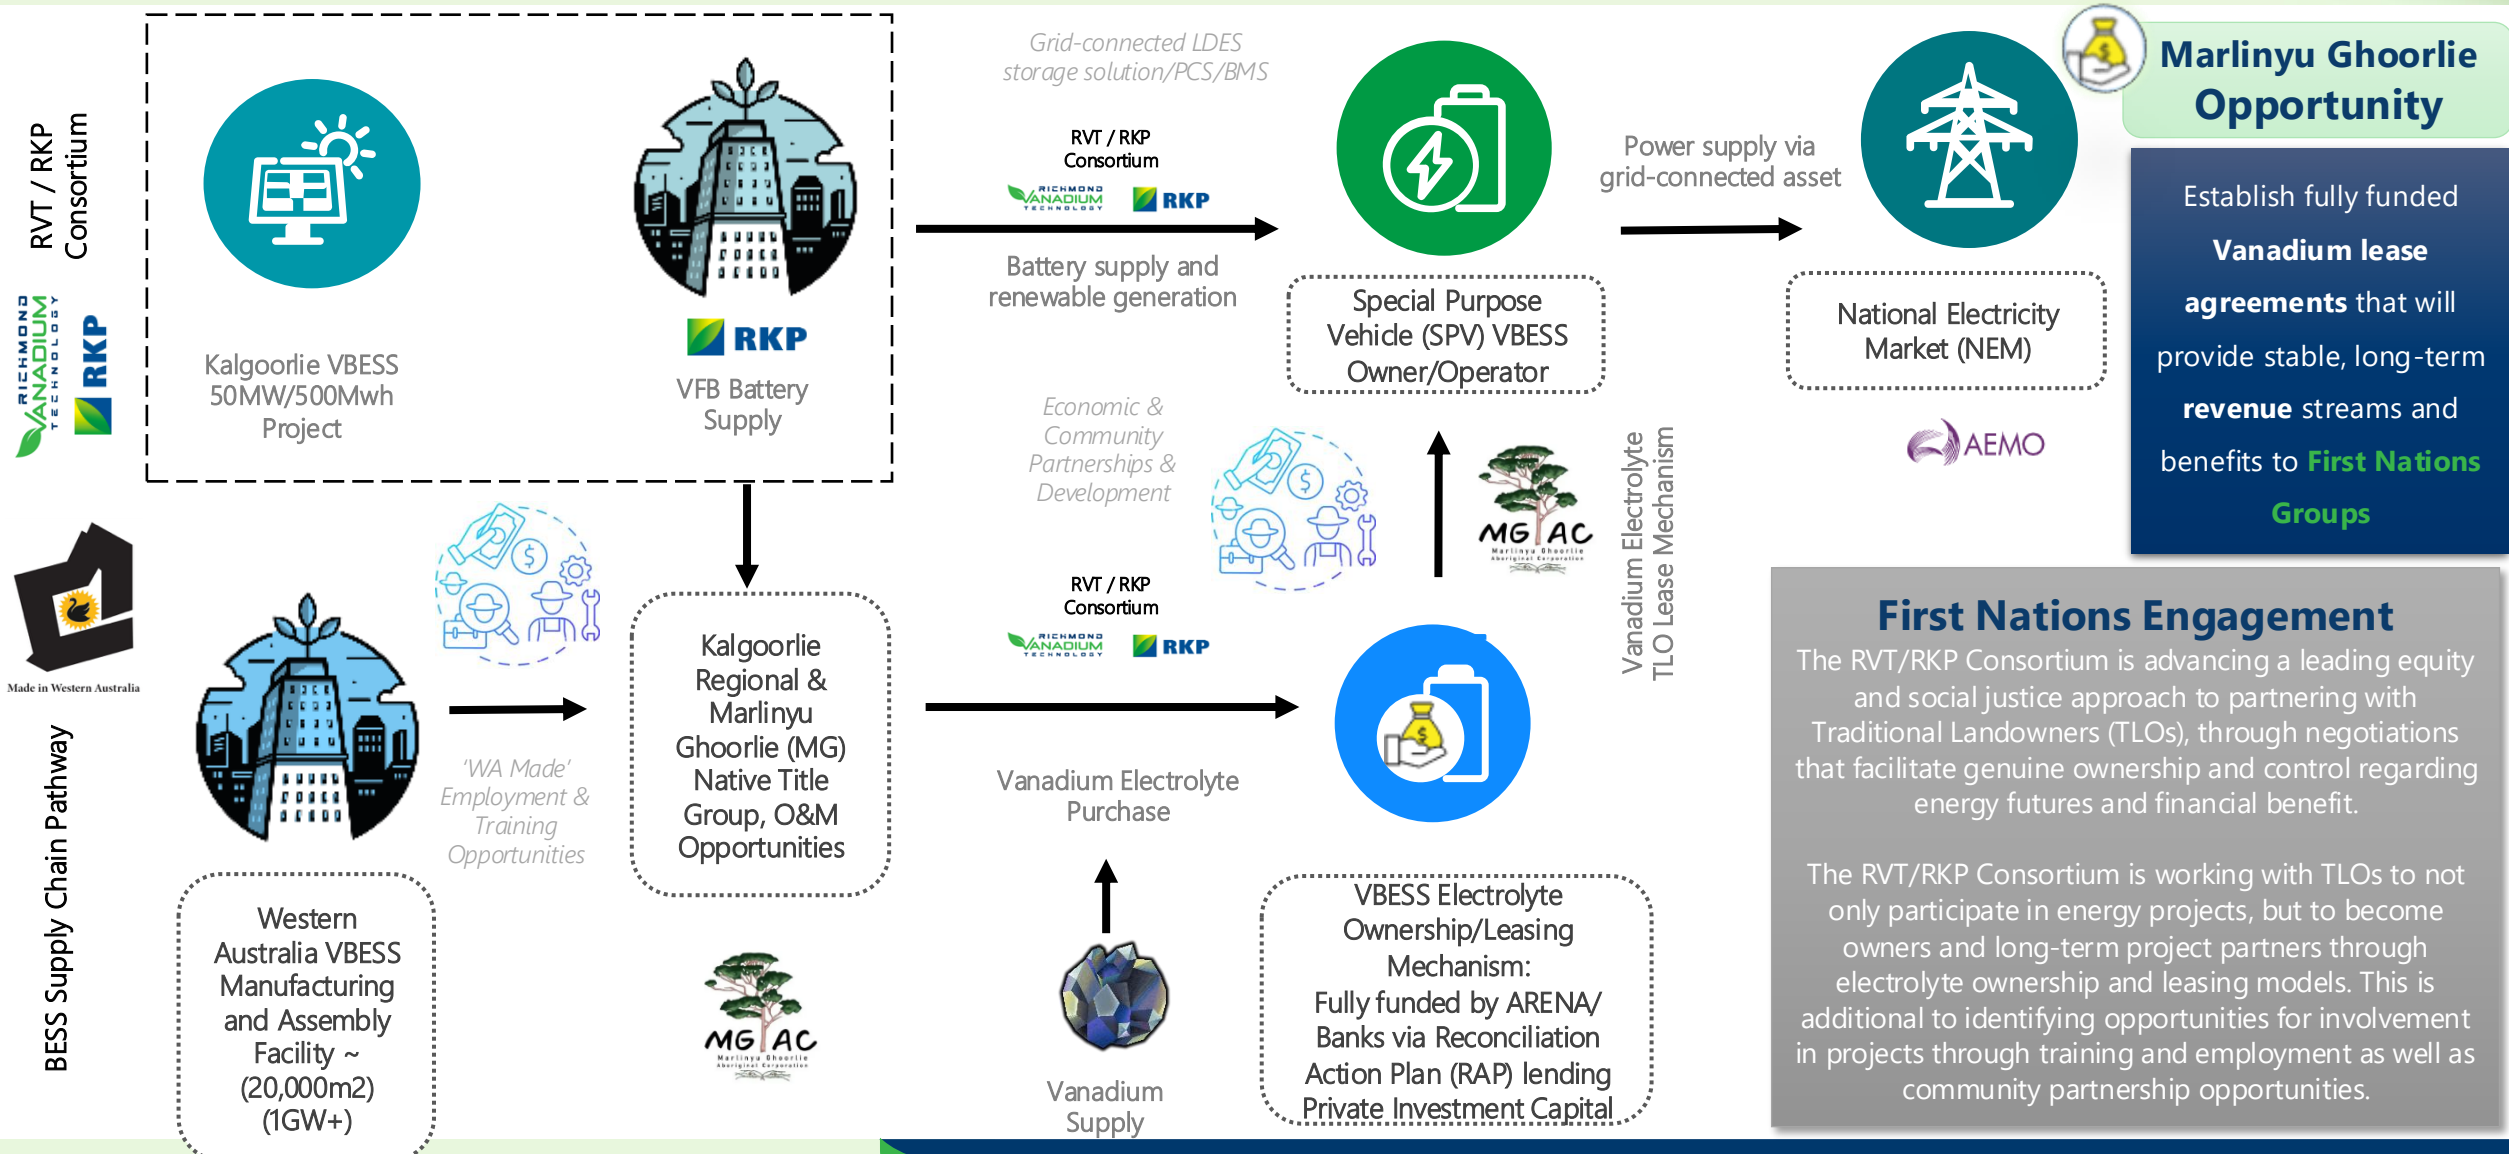 RVT / RKP
Consortium
RICHMOND
VANADIUM
TECHNOLOGY
RKP
Kalgoorlie VBESS
50MW/500Mwh
Project
RKP
VFB Battery
Supply
Grid-connected LDES
storage solution/PCS/BMS
RVT / RKP
Consortium
RICHMOND
VANADIUM
TECHNOLOGY
RKP
Battery supply and
renewable generation
Special Purpose
Vehicle (SPV) VBESS
Owner/Operator
Power supply via
grid-connected asset
National Electricity
Market (NEM)
AEMO
Marlinyu Ghoorlie
Opportunity
Establish fully funded
Vanadium lease
agreements that will
provide stable, long-term
revenue streams and
benefits to First Nations
Groups
Made in Western Australia
BESS Supply Chain Pathway
Western
Australia VBESS
Manufacturing
and Assembly
Facility ~
(20,000m2)
(1GW+)
'WA Made'
Employment &
Training
Opportunities
Kalgoorlie
Regional &
Marlinyu
Ghoorlie (MG)
Native Title
Group, O&M
Opportunities
MG AC
Marlinyu Ghoorlie
Aboriginal Corporation
Economic &
Community
Partnerships &
Development
RVT / RKP
Consortium
RICHMOND
VANADIUM
TECHNOLOGY
RKP
Vanadium Electrolyte
Purchase
Vanadium
Supply
MG AC
Marlinyu Ghoorlie
Aboriginal Corporation
Vanadium Electrolyte
TLO Lease Mechanism
VBESS Electrolyte
Ownership/Leasing
Mechanism:
Fully funded by ARENA/
Banks via Reconciliation
Action Plan (RAP) lending
Private Investment Capital
First Nations Engagement
The RVT/RKP Consortium is advancing a leading equity
and social justice approach to partnering with
Traditional Landowners (TLOs), through negotiations
that facilitate genuine ownership and control regarding
energy futures and financial benefit.
The RVT/RKP Consortium is working with TLOs to not
only participate in energy projects, but to become
owners and long-term project partners through
electrolyte ownership and leasing models. This is
additional to identifying opportunities for involvement
in projects through training and employment as well as
community partnership opportunities.